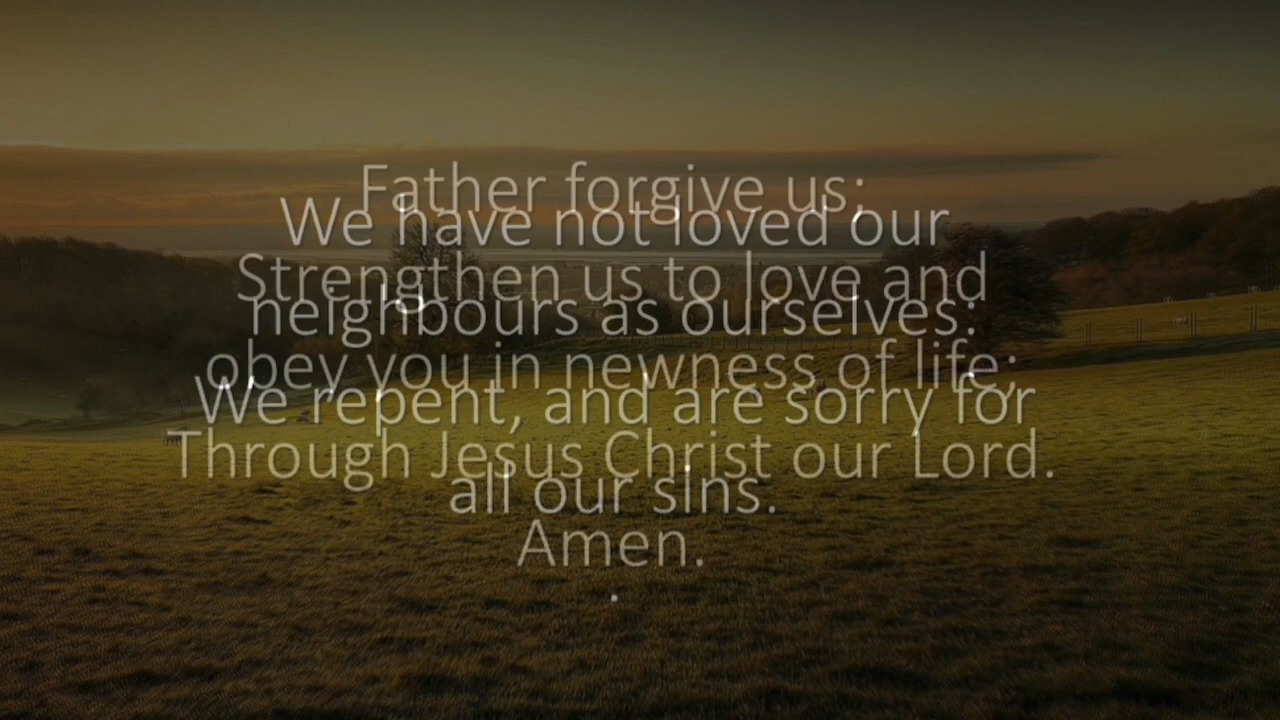 Father forgive us:
We have not loved our
Strengthen us to love and
neighbours as ourselves:
obey you in newness of life;
We repent, and are sorry for
Through Jesus Christ our Lord.
all our sins.
Amen.
.